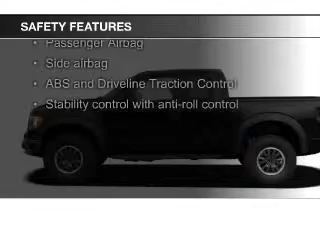 SAFETY FEATURES
• Passenger Airbag
• Side airbag
• ABS and Driveline Traction Control
• Stability control with anti-roll control